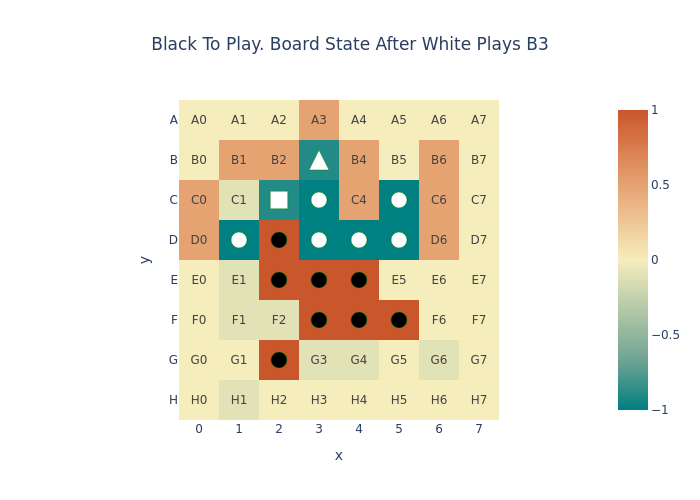 Black To Play. Board State After White Plays B3
A A0 A1 A2 A3 A4 A5 A6 A7
B B0 B1 B2 B4 B5 B6 B7
C C0 C1 C4 C6 C7
D D0 D6 D7
E E0 E1 E5 E6 E7
F F0 F1 F2 F6 F7
G G0 G1 G3 G4 G5 G6 G7
H H0 H1 H2 H3 H4 H5 H6 H7
0 1 2 3 4 5 6 7
x
y
1
0.5
0
−0.5
−1